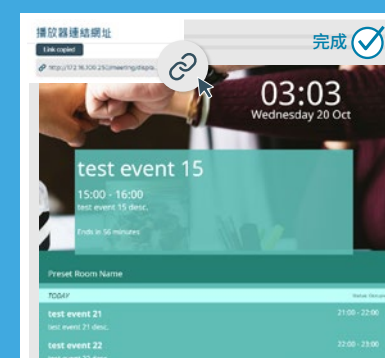 播放器連結網址
Link copied
完成
03:03
Wednesday 20 Oct
test event 15
15:00 - 16:00
test event 15 desc.
Ends in 56 minutes
Preset Room Name
TODAY
test event 21
21:00 - 22:00
test event 21 desc.
test event 22
22:00 - 23:00